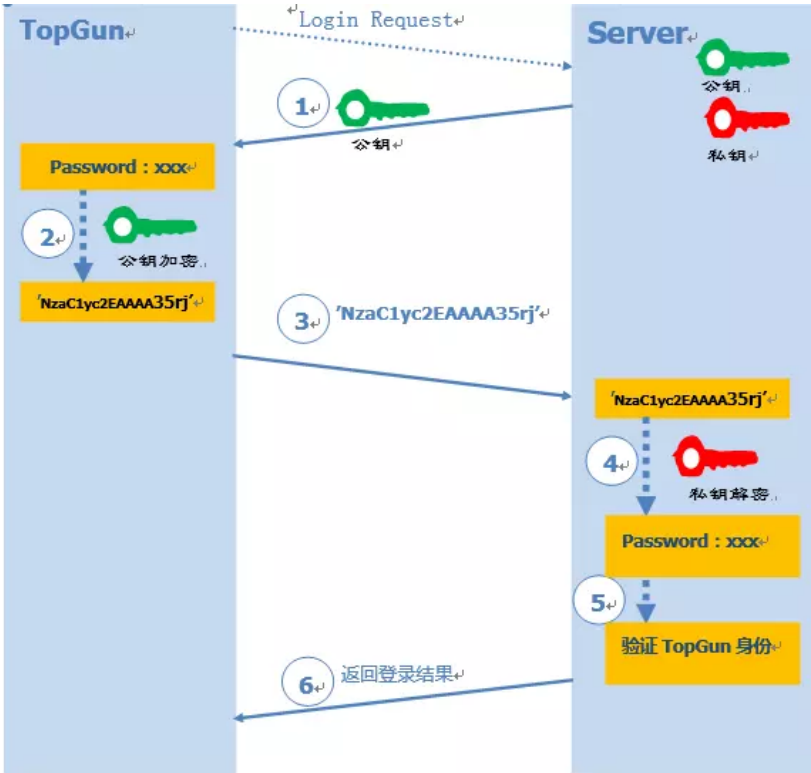 TopGun
Login Request
Server
公钥
私钥
1
公钥
Password：xxx
2
公钥加密
'NzaC1yc2EAAAA35rj'
3
'NzaC1yc2EAAAA35rj'
'NzaC1yc2EAAAA35rj'
4
私钥解密
Password：xxx
5
验证 TopGun 身份
6
返回登录结果